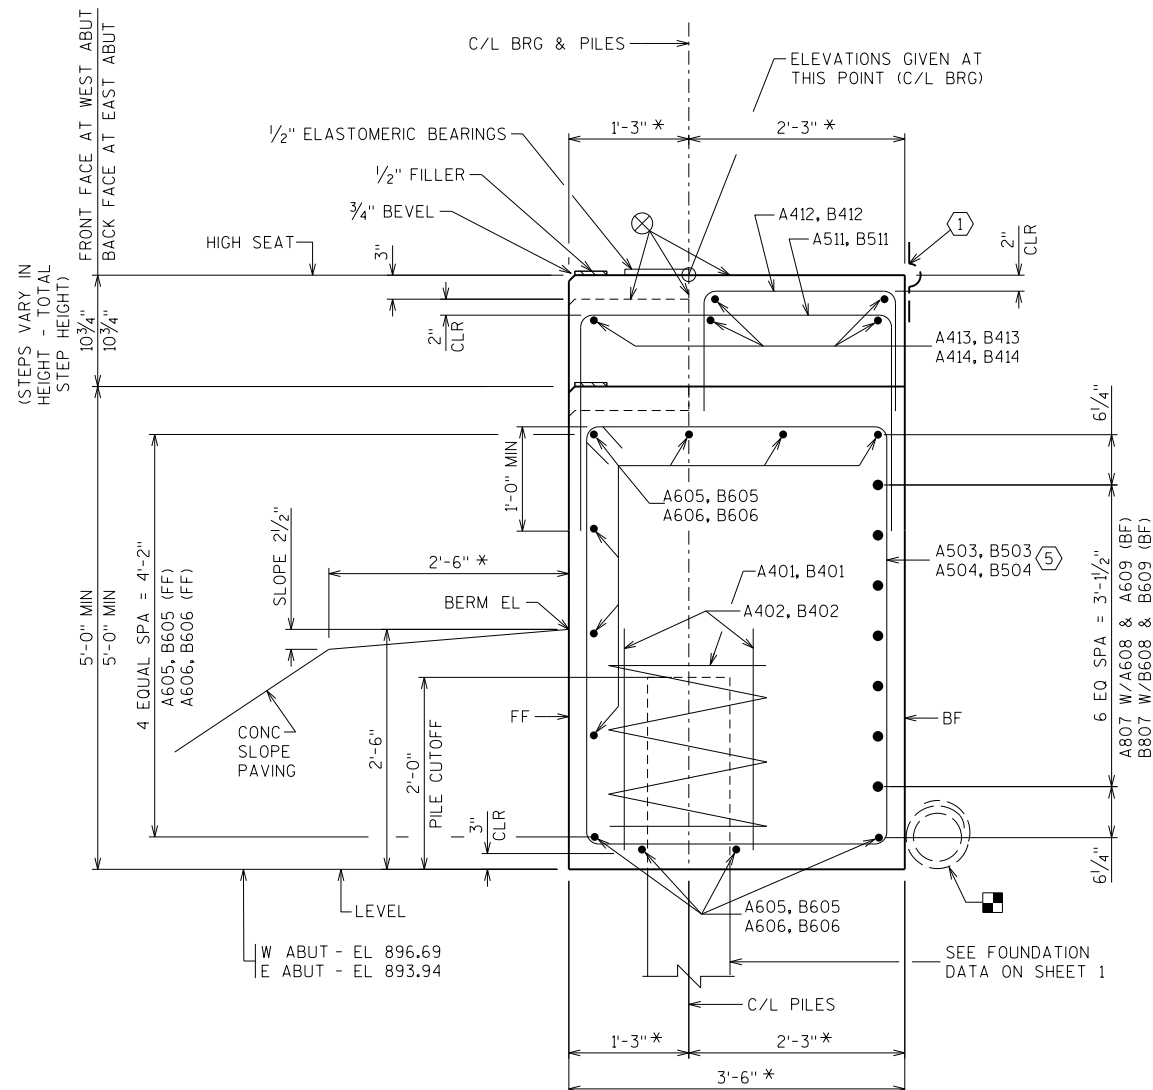 C/L BRG & PILES
ELEVATIONS GIVEN AT
THIS POINT (C/L BRG)
FRONT FACE AT WEST ABUT
BACK FACE AT EAST ABUT
1'-3" *
2'-3" *
1/2" ELASTOMERIC BEARINGS
1/2" FILLER
3/4" BEVEL
A412, B412
A511, B511
1
2"
CLR
HIGH SEAT
3"
(STEPS VARY IN
HEIGHT - TOTAL
STEP HEIGHT)
10 3/4"
10 3/4"
2"
CLR
A413, B413
A414, B414
6 1/4"
1'-0" MIN
A605, B605
A606, B606
SLOPE 2 1/2"
2'-6" *
A503, B503
A504, B504
5
A401, B401
BERM EL
A402, B402
5'-0" MIN
5'-0" MIN
4 EQUAL SPA = 4'-2"
A605, B605 (FF)
A606, B606 (FF)
6 EQ SPA = 3'-1 1/2"
A807 W/A608 & A609 (BF)
B807 W/B608 & B609 (BF)
FF
BF
CONC
SLOPE
PAVING
2'-6"
2'-0"
PILE CUTOFF
3"
CLR
6 1/4"
LEVEL
A605, B605
A606, B606
W ABUT - EL 896.69
E ABUT - EL 893.94
SEE FOUNDATION
DATA ON SHEET 1
C/L PILES
1'-3" *
2'-3" *
3'-6" *